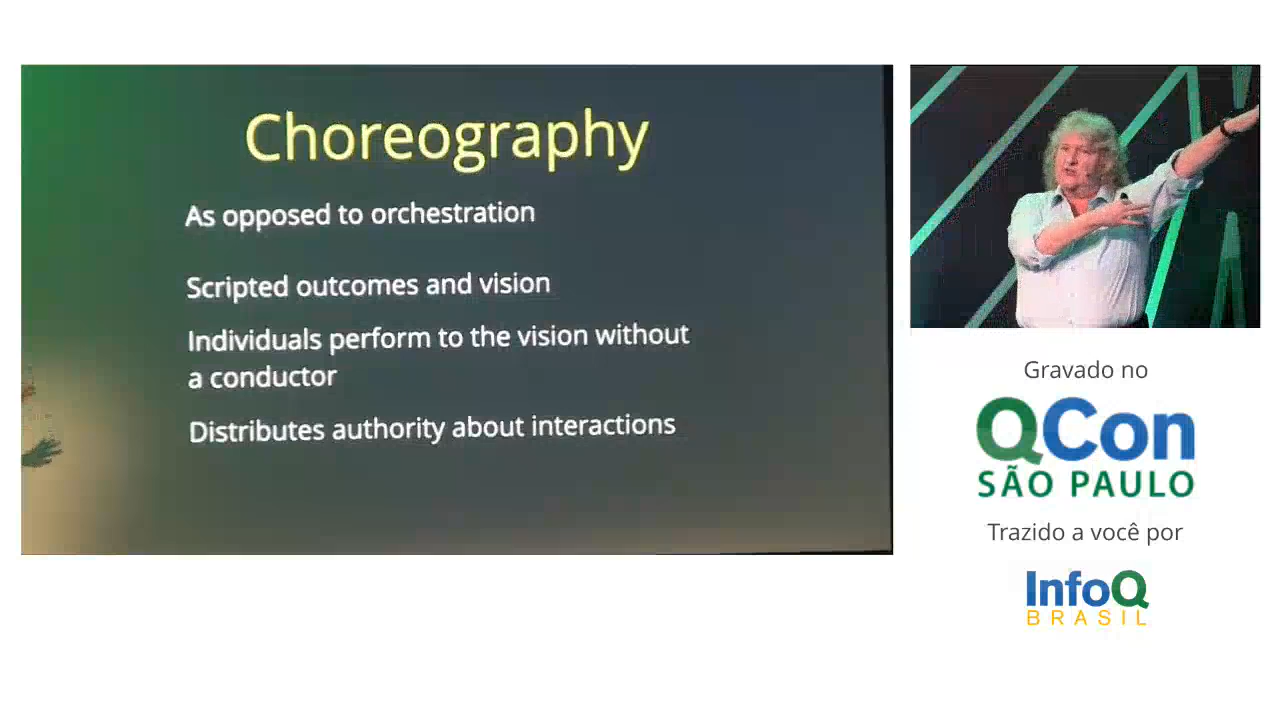 Choreography
As opposed to orchestration
Scripted outcomes and vision
Individuals perform to the vision without
a conductor
Distributes authority about interactions
Gravado no
QCon
SÃO PAULO
Trazido a você por
InfoQ
BRASIL